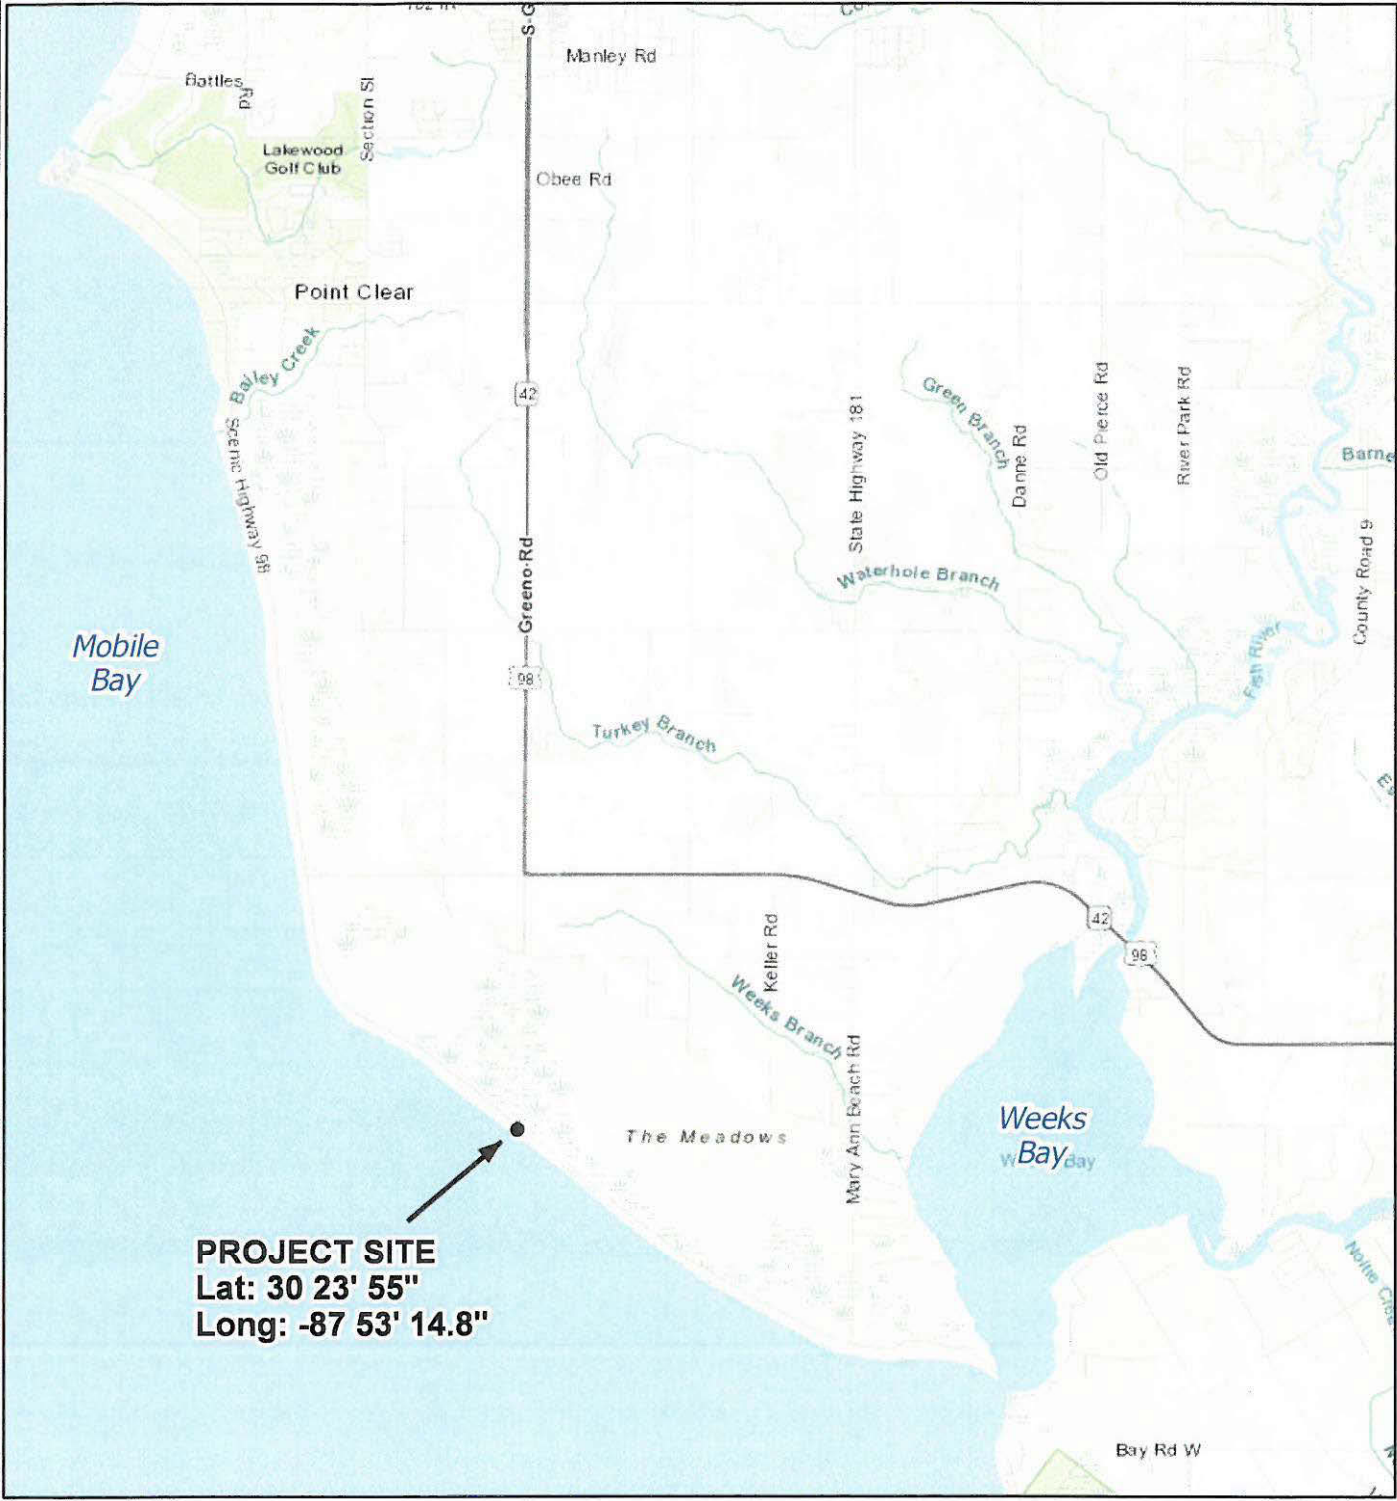 Manley Rd
Battles
Rd
Section St
Lakewood
Golf Club
Obee Rd
Point Clear
Bailey Creek
42
Scenic Highway 98
Greeno Rd
State Highway 181
Green Branch
Danne Rd
Old Pierce Rd
River Park Rd
Barne
Waterhole Branch
County Road 9
Fish River
Mobile
Bay
98
Turkey Branch
42
98
Keller Rd
Weeks Branch
Mary Ann Beach Rd
The Meadows
Weeks
Bay
W Bay
PROJECT SITE
Lat: 30 23' 55"
Long: -87 53' 14.8"
Bay Rd W